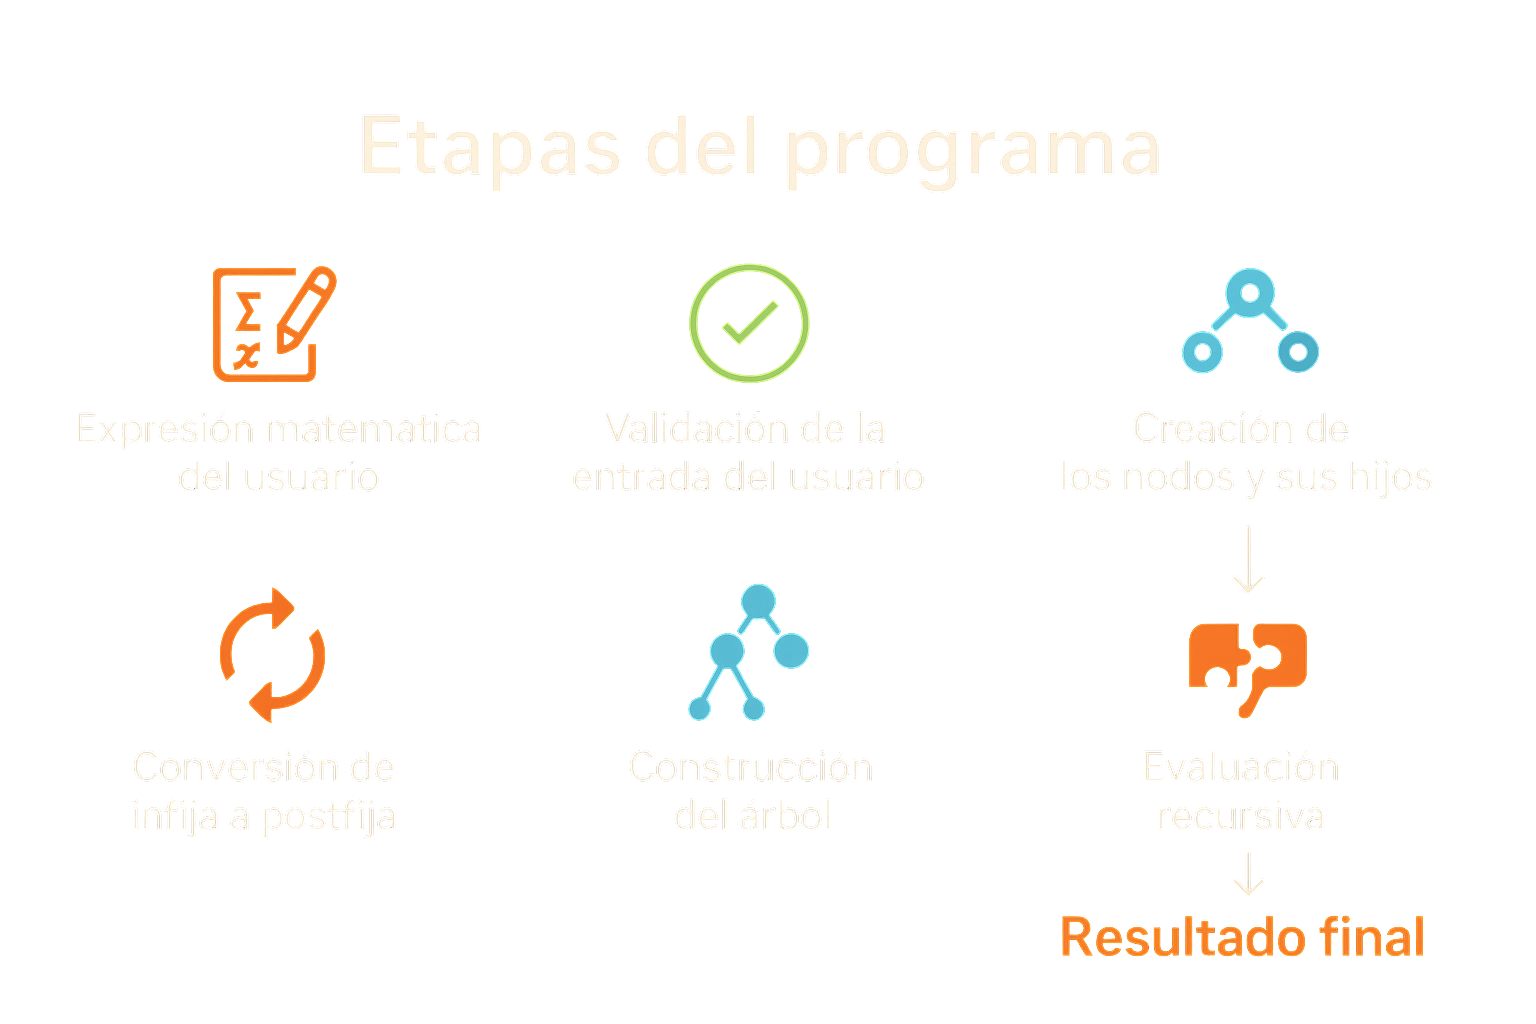 Etapas del programa
Σ
x
Expresión matematica
del usuario
Validación de la
entrada del usuario
Creación de
los nodos y sus hijos
Conversión de
infija a postfija
Construcción
del árbol
Evaluación
recursiva
Resultado final